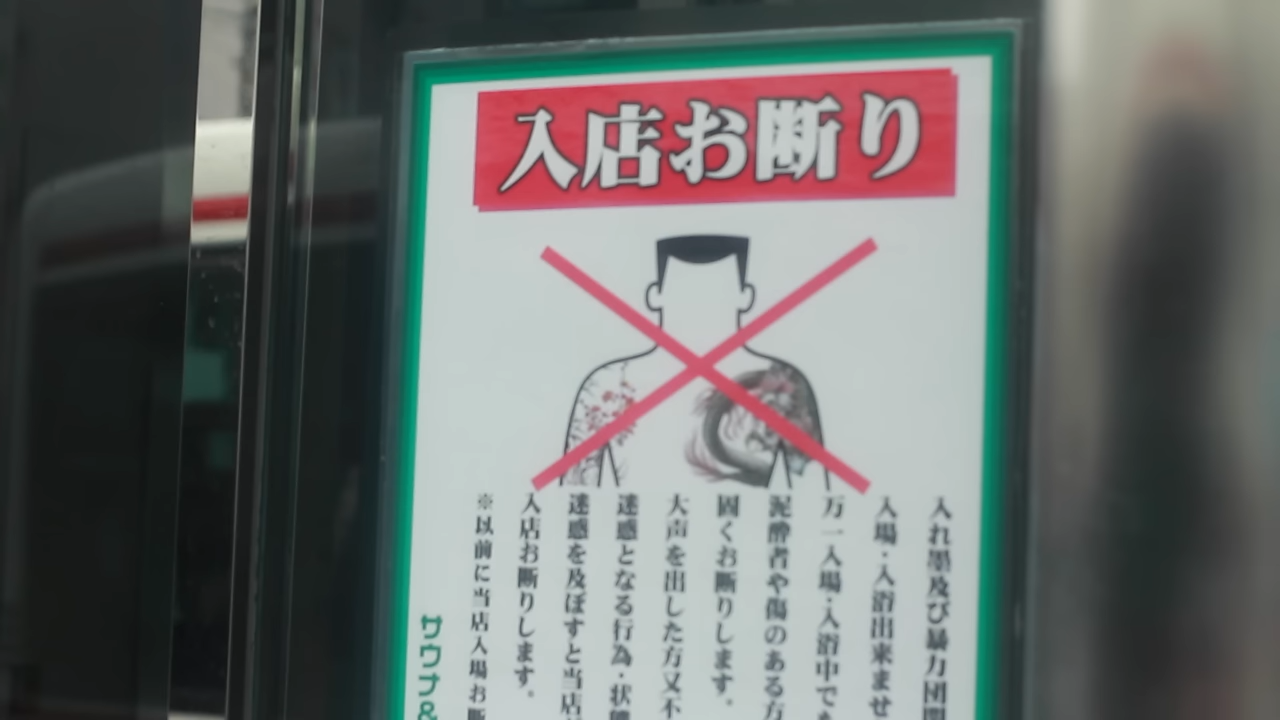 入店お断り
入れ墨及び暴力団関
入場・入浴出来ませ
万一入場・入浴中でも
泥酔者や傷のある方
固くお断りします。
大声を出した方又不
迷惑となる行為・状態
迷惑を及ぼすと当店
入店お断りします。
※以前に当店入場お断
サウナ&